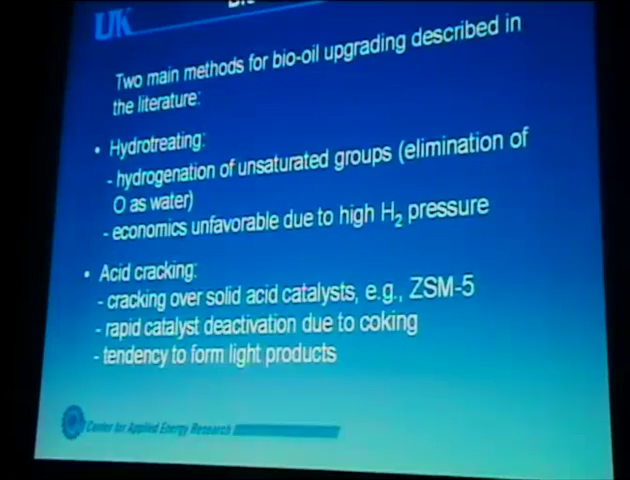 UK
Two main methods for bio-oil upgrading described in
the literature:
• Hydrotreating:
- hydrogenation of unsaturated groups (elimination of
O as water)
- economics unfavorable due to high H₂ pressure
• Acid cracking:
- cracking over solid acid catalysts, e.g., ZSM-5
- rapid catalyst deactivation due to coking
- tendency to form light products
Center for Applied Energy Research